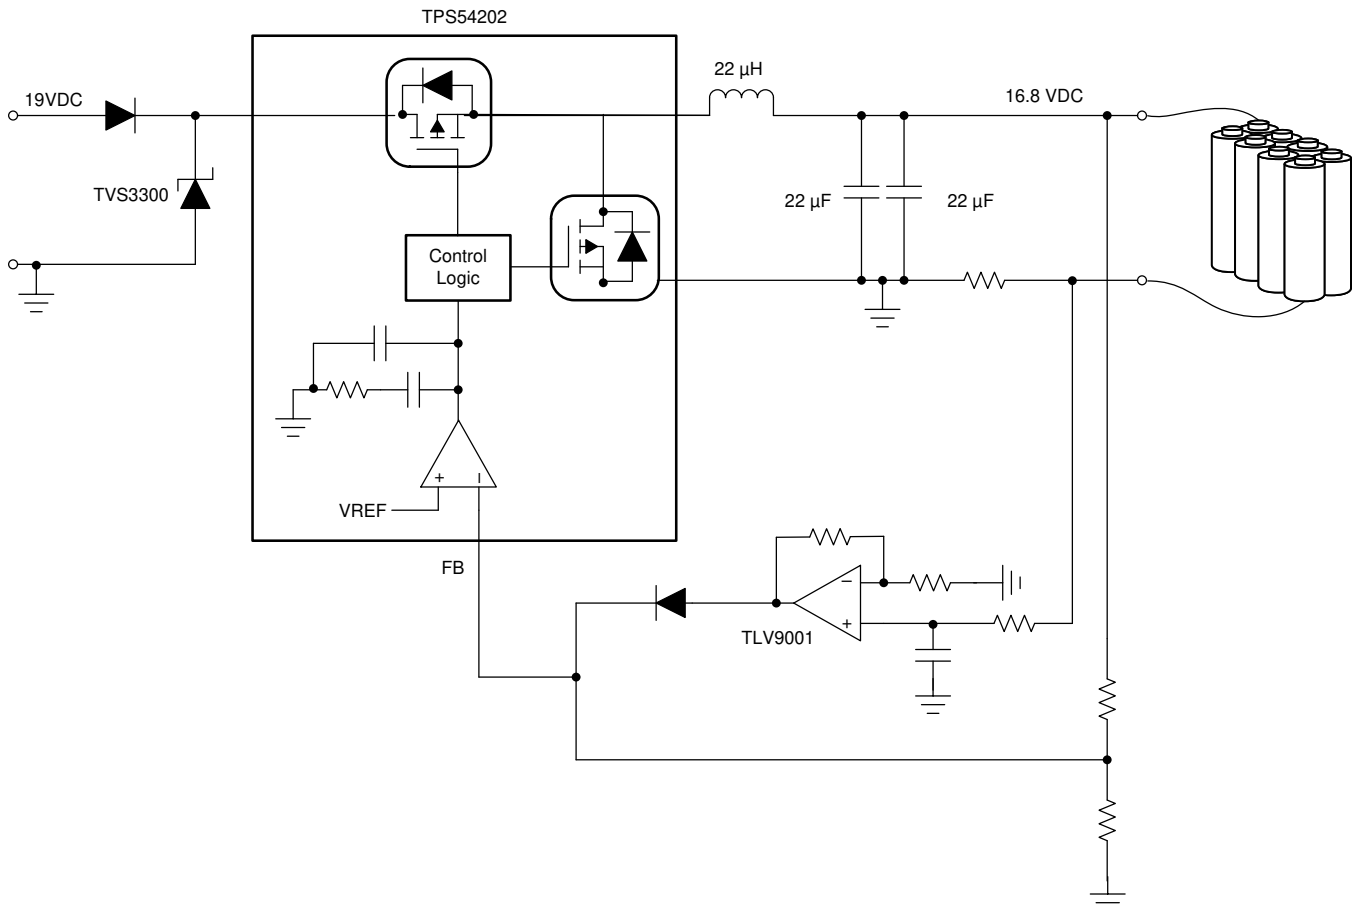 TPS54202
22 µH
19VDC
16.8 VDC
TVS3300
22 µF
22 µF
Control
Logic
+
−
VREF
FB
−
+
TLV9001